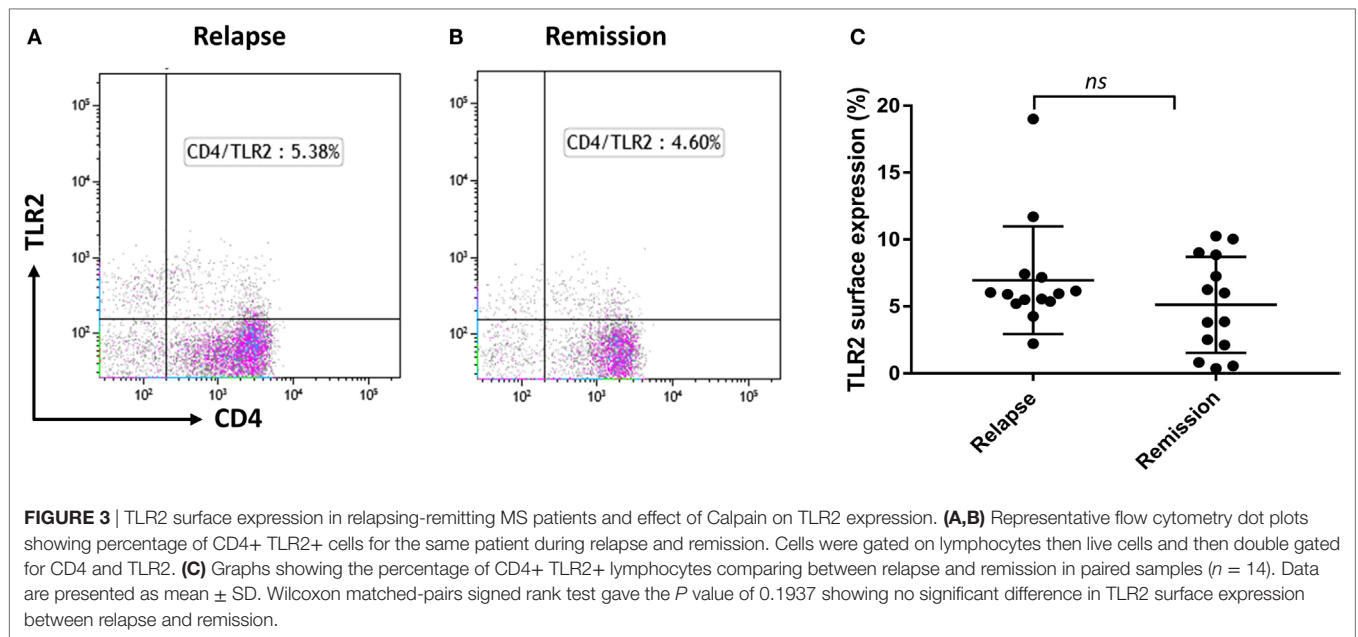 A Relapse
B Remission
C
10⁵
10⁴
10³
10²
CD4/TLR2 : 5.38%
10² 10³ 10⁴ 10⁵
TLR2
CD4
10⁵
10⁴
10³
10²
CD4/TLR2 : 4.60%
10² 10³ 10⁴ 10⁵
ns
TLR2 surface expression (%)
20
15
10
5
0
Relapse
Remission
FIGURE 3 | TLR2 surface expression in relapsing-remitting MS patients and effect of Calpain on TLR2 expression. (A,B) Representative flow cytometry dot plots
showing percentage of CD4+ TLR2+ cells for the same patient during relapse and remission. Cells were gated on lymphocytes then live cells and then double gated
for CD4 and TLR2. (C) Graphs showing the percentage of CD4+ TLR2+ lymphocytes comparing between relapse and remission in paired samples (n = 14). Data
are presented as mean ± SD. Wilcoxon matched-pairs signed rank test gave the P value of 0.1937 showing no significant difference in TLR2 surface expression
between relapse and remission.